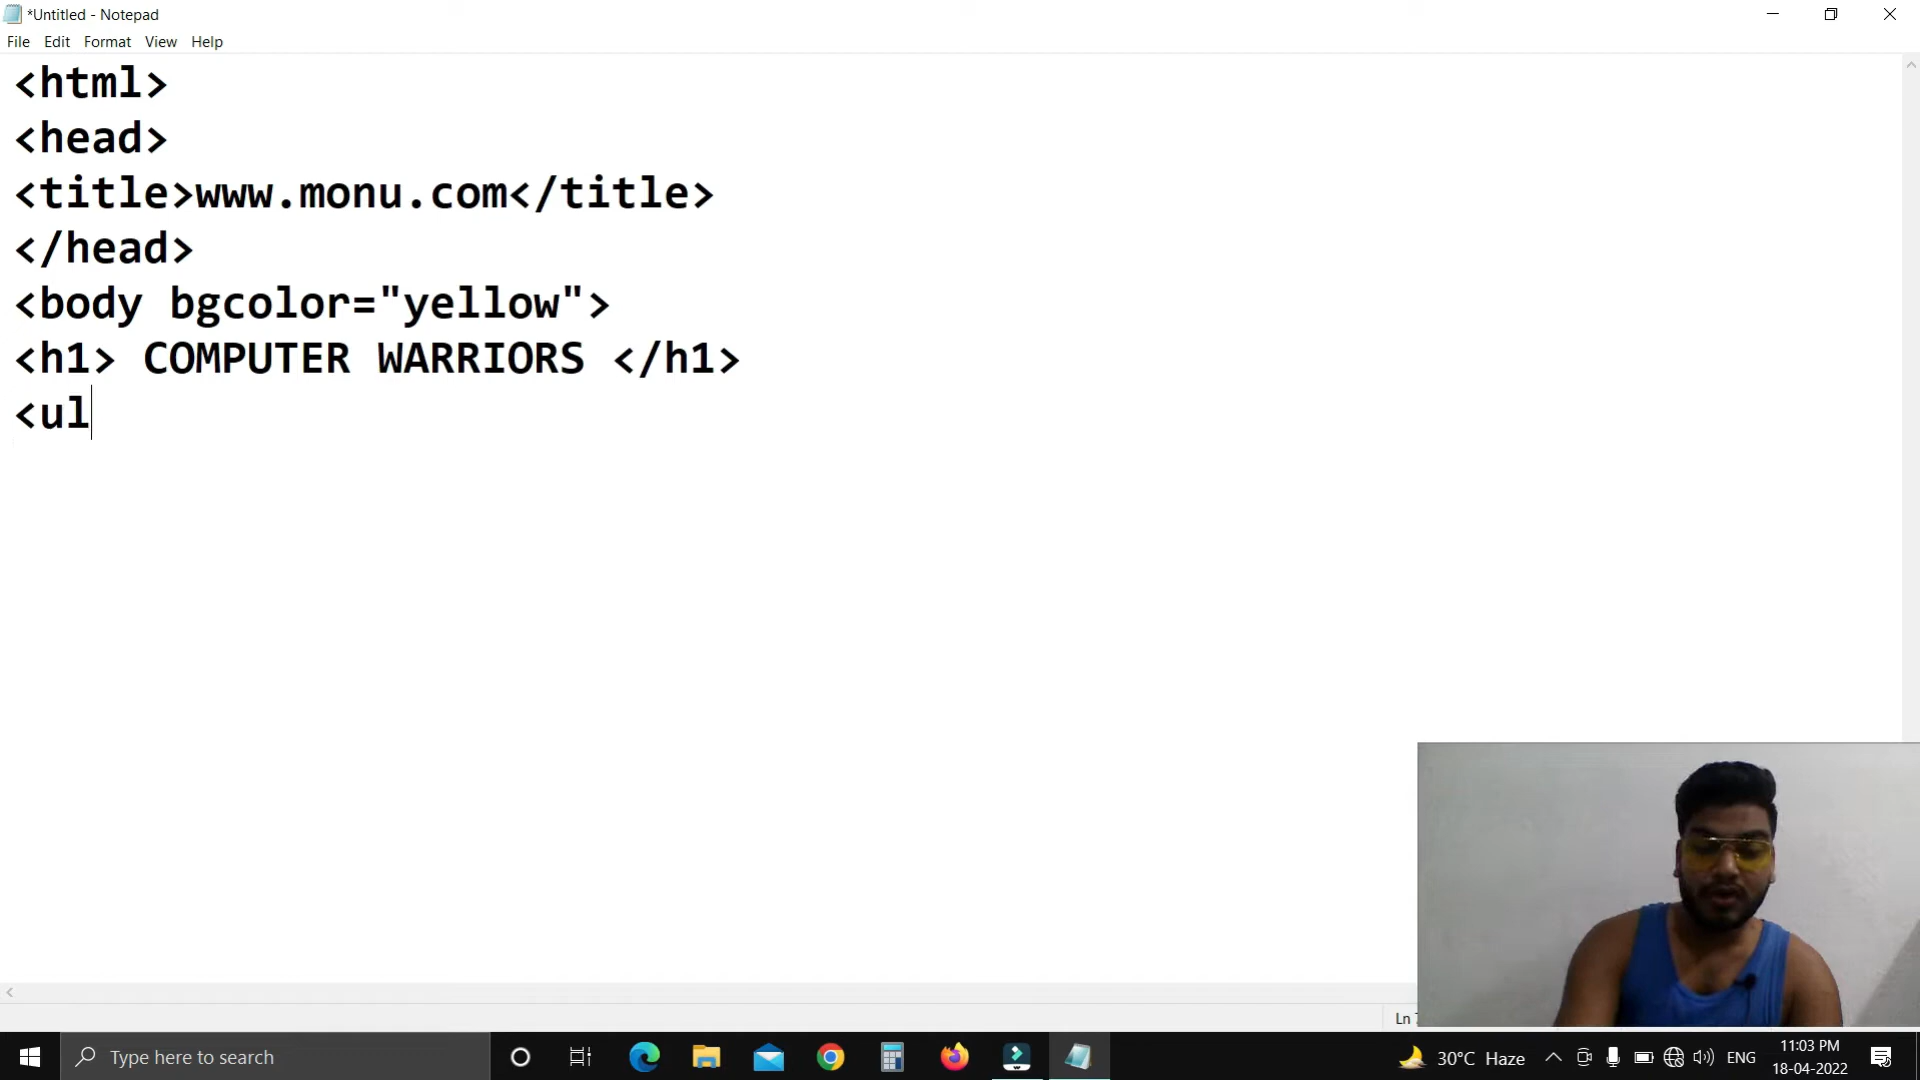 *Untitled - Notepad
File Edit Format View Help
<html>
<head>
<title>www.monu.com</title>
</head>
<body bgcolor="yellow">
<h1> COMPUTER WARRIORS </h1>
<ul
Ln
Type here to search
30°C Haze
ENG
11:03 PM
18-04-2022